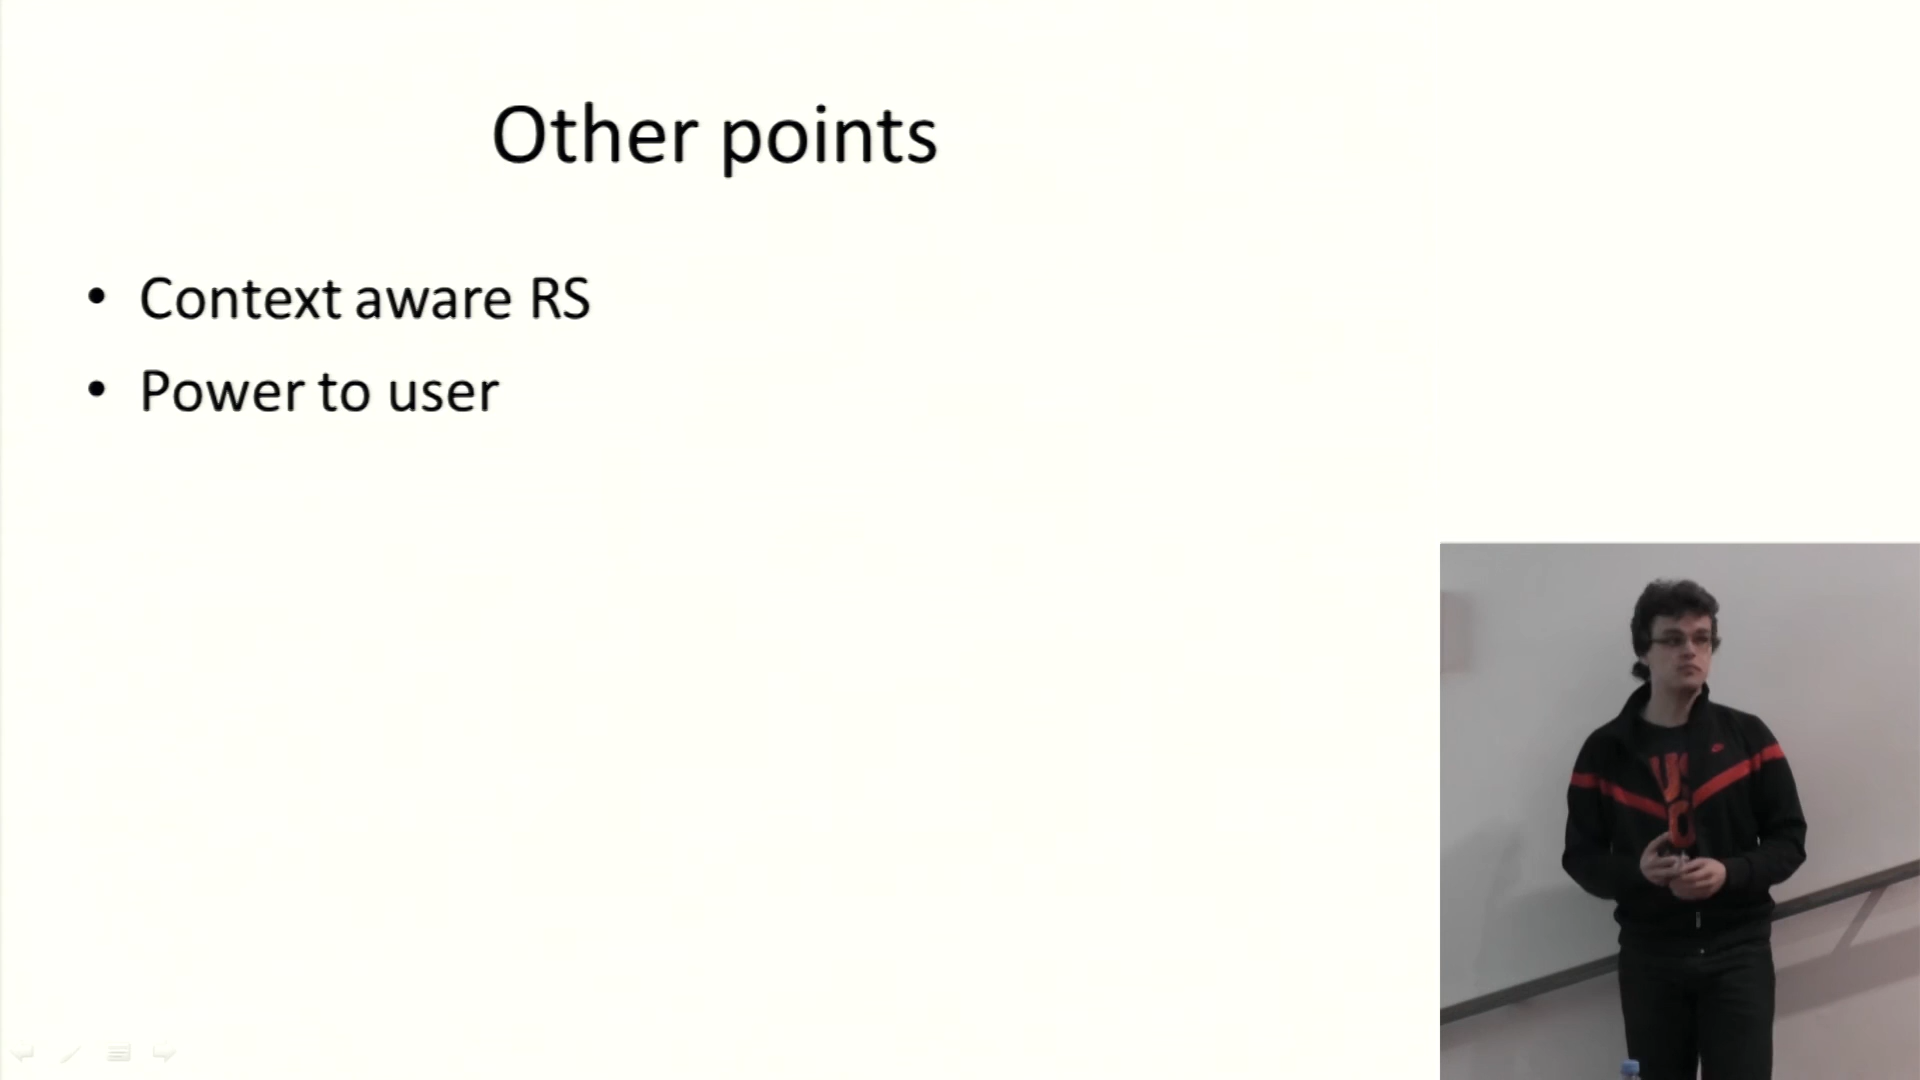 Other points
• Context aware RS
• Power to user